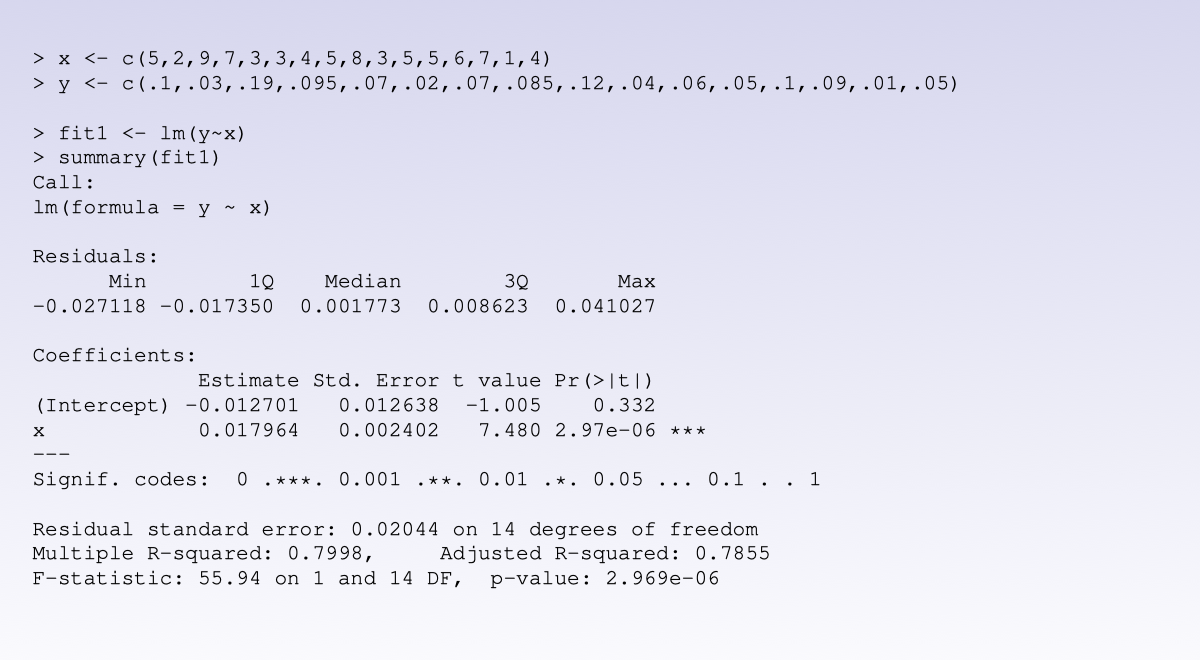 > x <- c(5,2,9,7,3,3,4,5,8,3,5,5,6,7,1,4)
> y <- c(.1,.03,.19,.095,.07,.02,.07,.085,.12,.04,.06,.05,.1,.09,.01,.05)
> fit1 <- lm(y~x)
> summary(fit1)
Call:
lm(formula = y ~ x)
Residuals:
Min 1Q Median 3Q Max
-0.027118 -0.017350 0.001773 0.008623 0.041027
Coefficients:
Estimate Std. Error t value Pr(>|t|)
(Intercept) -0.012701 0.012638 -1.005 0.332
x 0.017964 0.002402 7.480 2.97e-06 ***
---
Signif. codes: 0 .***. 0.001 .**. 0.01 .*. 0.05 ... 0.1 . . 1
Residual standard error: 0.02044 on 14 degrees of freedom
Multiple R-squared: 0.7998, Adjusted R-squared: 0.7855
F-statistic: 55.94 on 1 and 14 DF, p-value: 2.969e-06